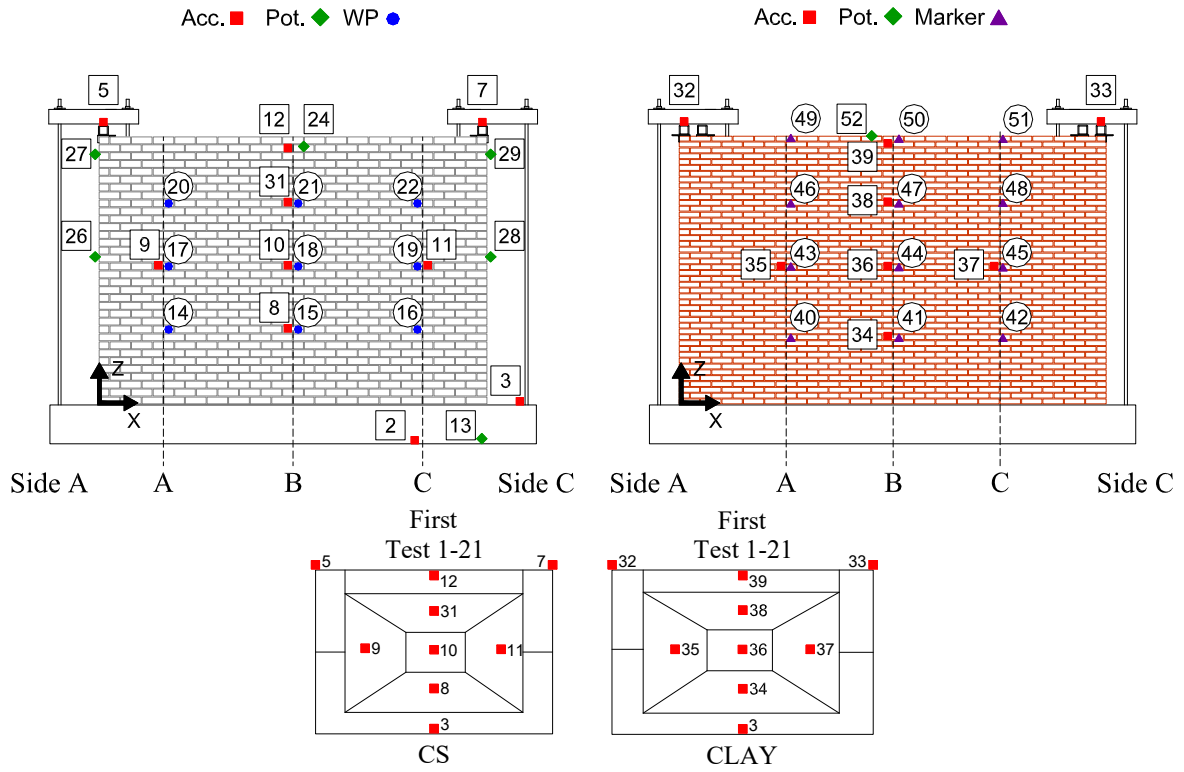 Acc. Pot. WP
Acc. Pot. Marker
5 7
12 24
27 29
31
20 21 22
26 28
9 17 10 18 19 11
14 8 15 16
Z
X
3
2 13
Side A A B C Side C
32 33
49 52 50 51
39
46 38 47 48
35 43 36 44 37 45
40 34 41 42
Z
X
Side A A B C Side C
First
Test 1-21
5 7
12
31
9 10 11
8
3
CS
First
Test 1-21
32 33
39
38
35 36 37
34
3
CLAY